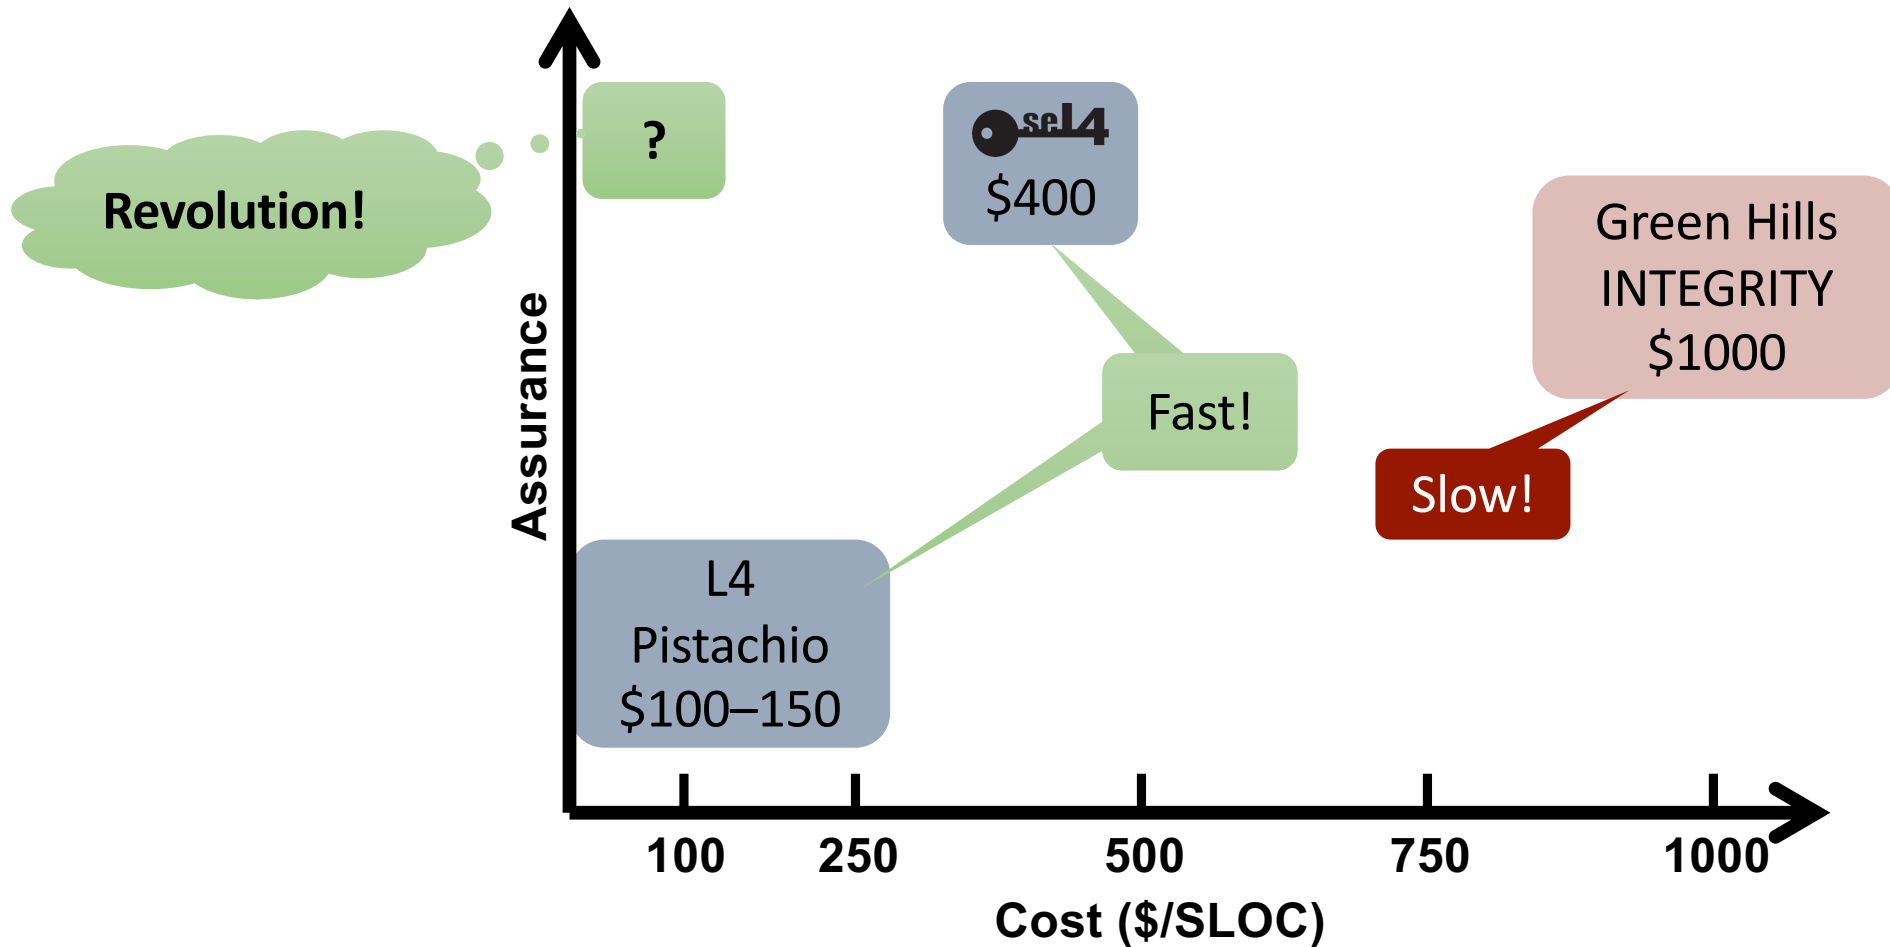 Revolution!
?
seL4
$400
Green Hills
INTEGRITY
$1000
Fast!
Slow!
L4
Pistachio
$100–150
Assurance
100
250
500
750
1000
Cost ($/SLOC)